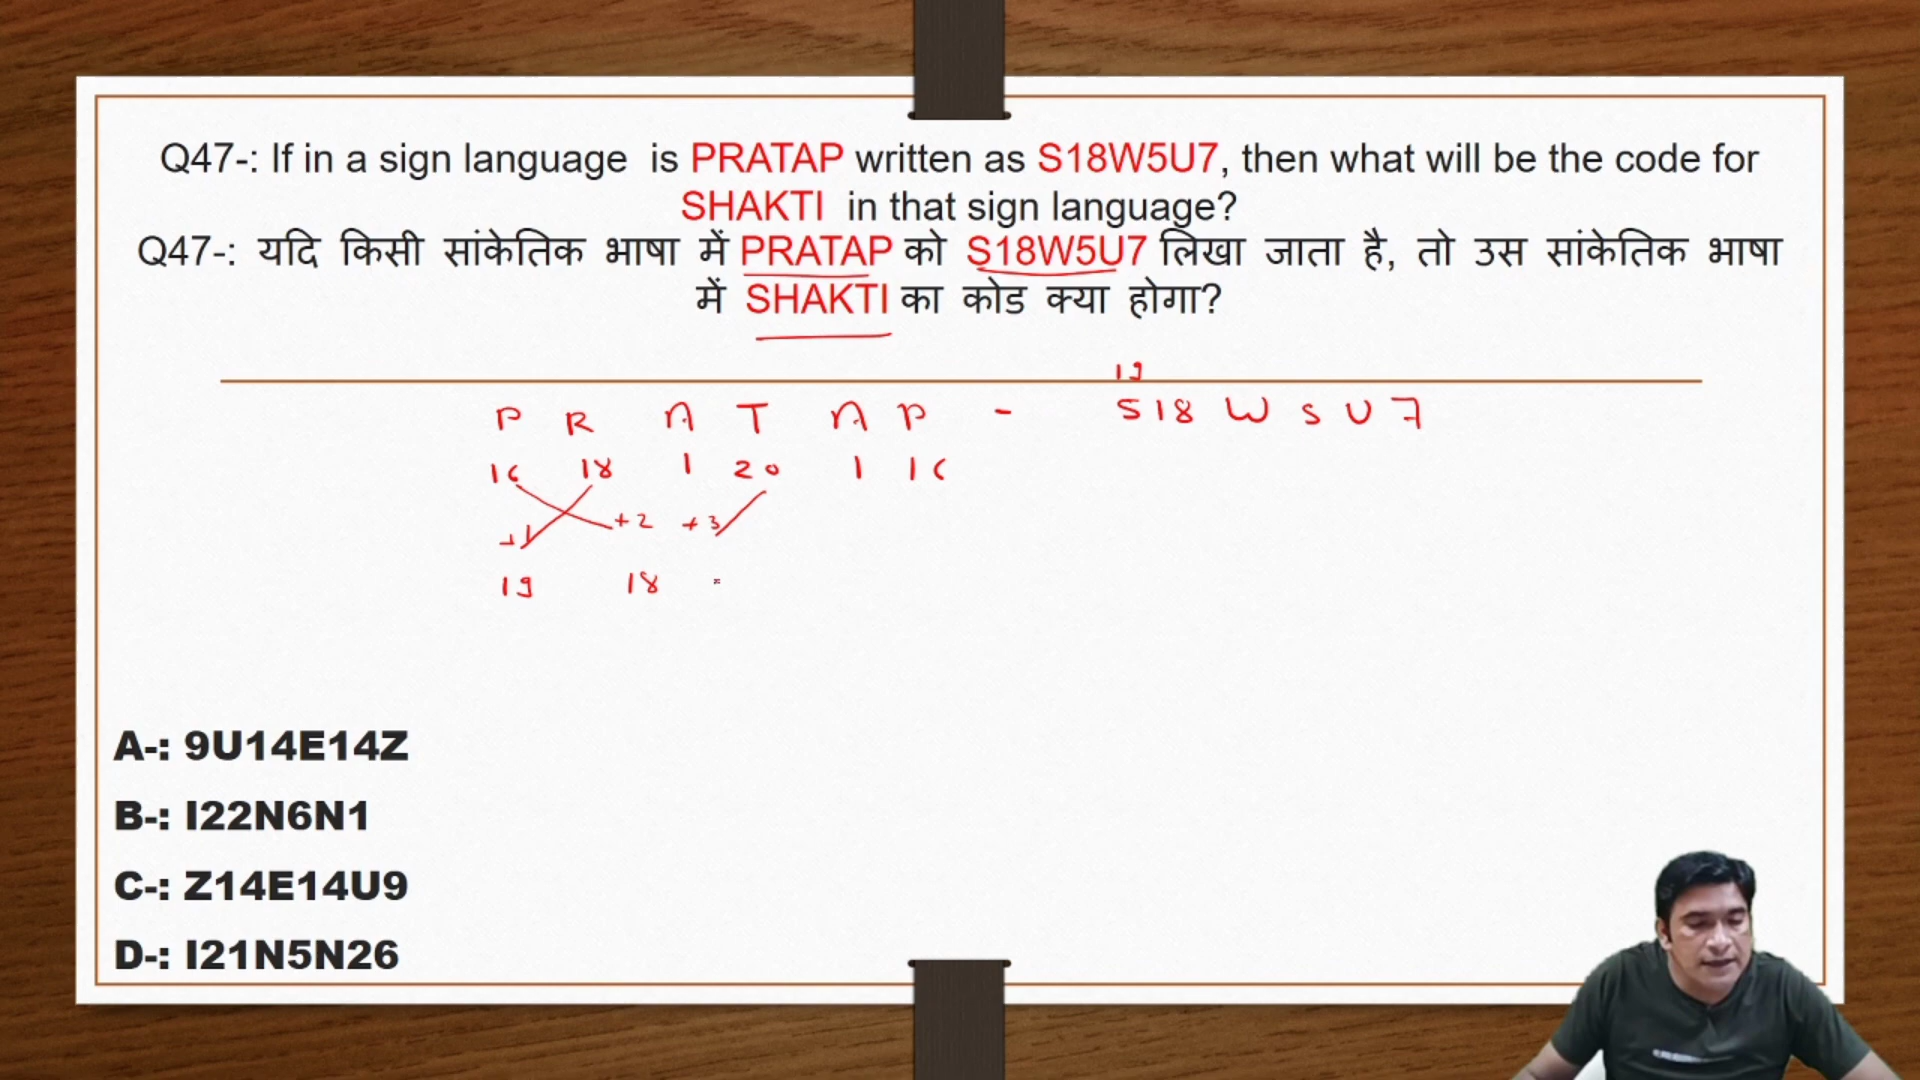 Q47-: If in a sign language is PRATAP written as S18W5U7, then what will be the code for
SHAKTI in that sign language?
Q47-: यदि किसी सांकेतिक भाषा में PRATAP को S18W5U7 लिखा जाता है, तो उस सांकेतिक भाषा
में SHAKTI का कोड क्या होगा?
19
P R A T A P - S18 W 5 U 7
16 18 1 20 1 16
+1 +2 +3
19 18
A-: 9U14E14Z
B-: I22N6N1
C-: Z14E14U9
D-: I21N5N26